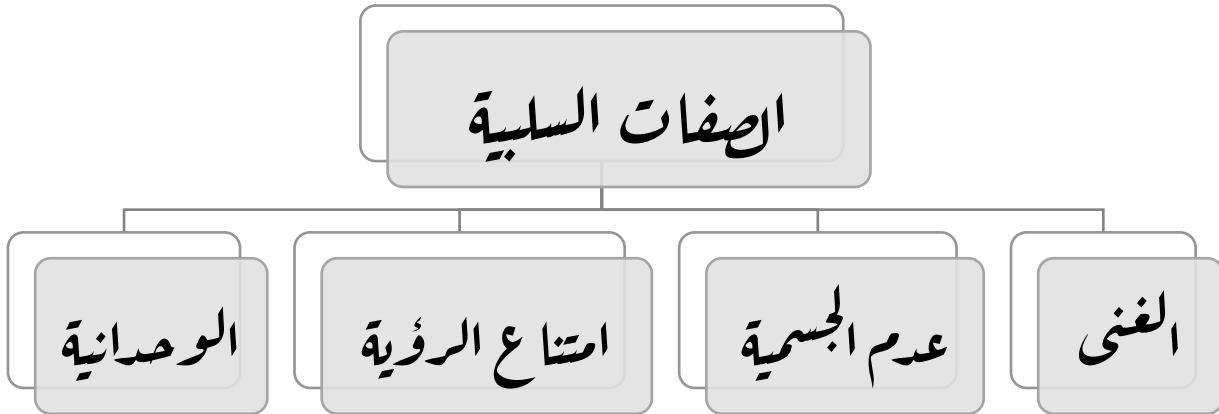 الصفات السلبية
الغنى
عدم الجسمية
امتناع الرؤية
الوحدانية